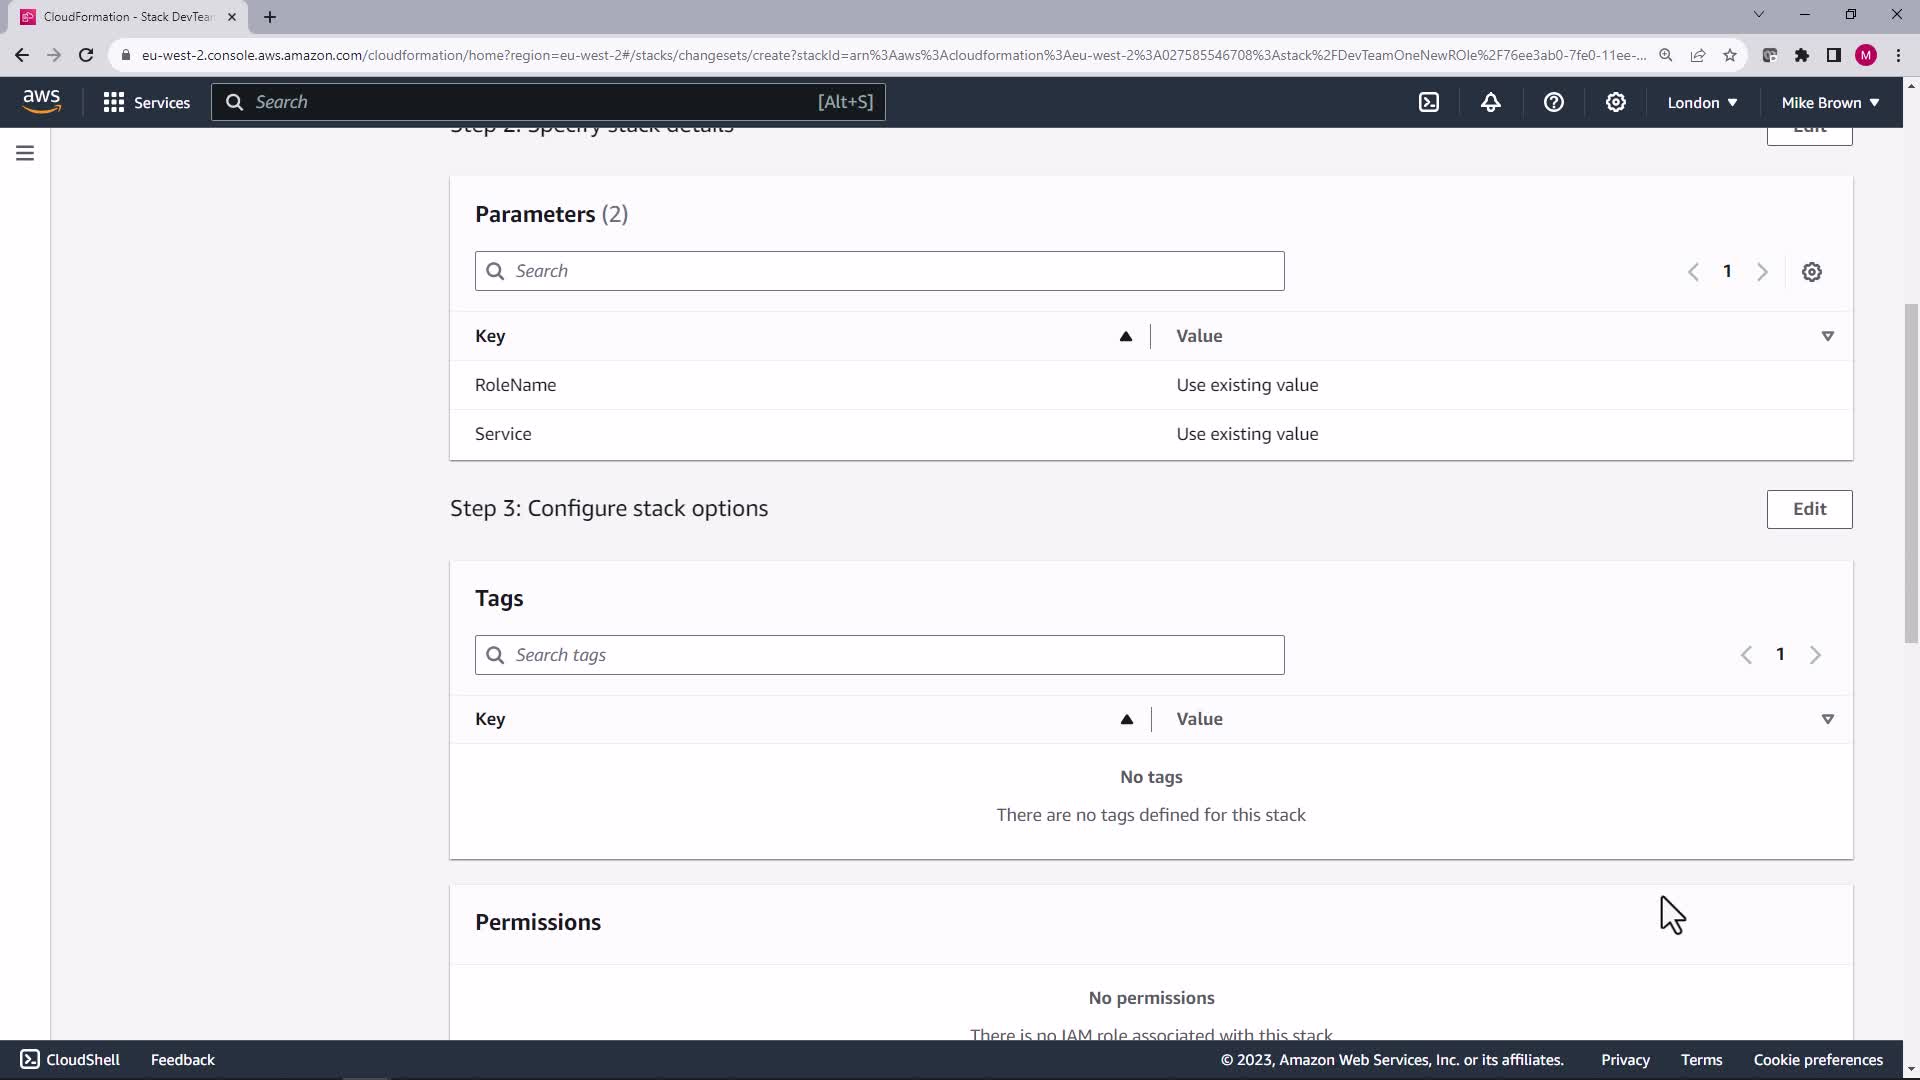 CloudFormation - Stack DevTea
eu-west-2.console.aws.amazon.com/cloudformation/home?region=eu-west-2#/stacks/changesets/create?stackId=arn%3Aaws%3Acloudformation%3Aeu-west-2%3A027585546708%3Astack%2FDevTeamOneNewROle%2F76ee3ab0-7fe0-11ee-...
M
aws
Services
Search
[Alt+S]
London
Mike Brown
Step 2: Specify stack details
Edit
Parameters (2)
Search
1
Key
Value
RoleName
Use existing value
Service
Use existing value
Step 3: Configure stack options
Edit
Tags
Search tags
1
Key
Value
No tags
There are no tags defined for this stack
Permissions
No permissions
There is no IAM role associated with this stack
CloudShell
Feedback
© 2023, Amazon Web Services, Inc. or its affiliates.
Privacy
Terms
Cookie preferences